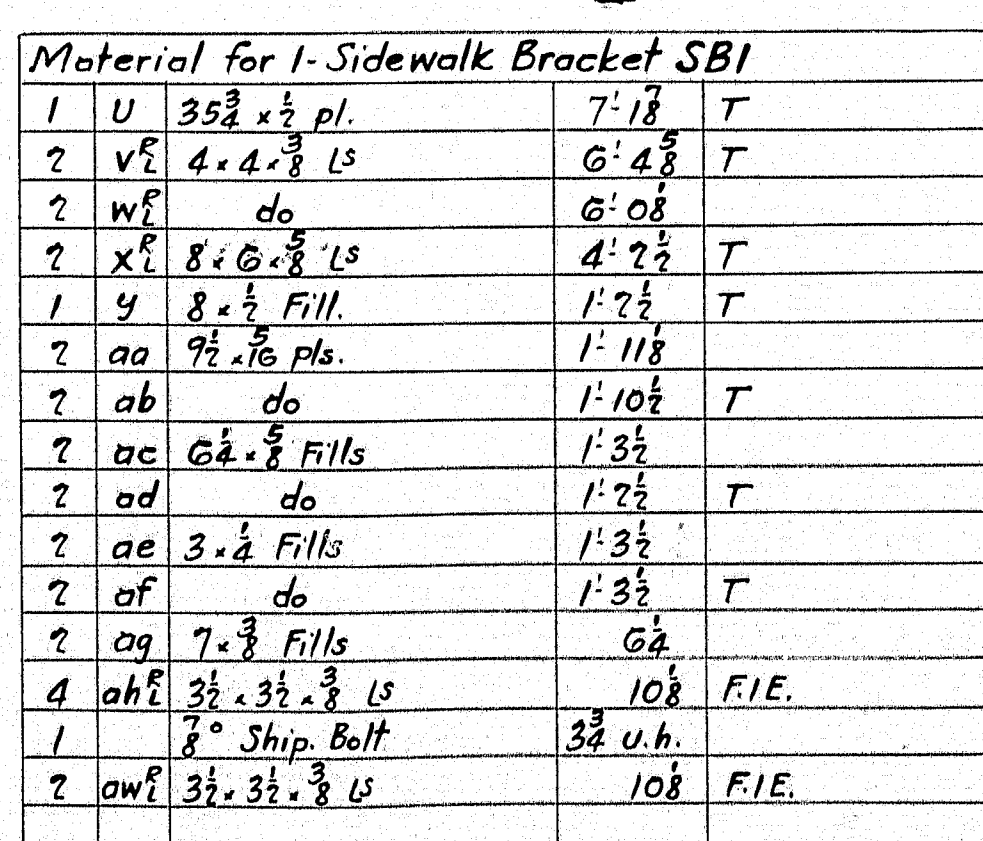 Material for 1-Sidewalk Bracket SB1
1 U 35 3/4 x 1/2 pl. 7'-1 7/8 T
2 v R/L 4 x 4 x 3/8 Ls 6'-4 5/8 T
2 w R/L do 6'-0 1/8
2 x R/L 8 x 6 x 5/8 Ls 4'-2 1/2 T
1 y 8 x 1/2 Fill. 1'-2 1/2 T
2 aa 9 1/2 x 5/16 pls. 1'-11 1/8
2 ab do 1'-10 1/2 T
2 ac 6 1/4 x 5/8 Fills 1'-3 1/2
2 ad do 1'-2 1/2 T
2 ae 3 x 1/4 Fills 1'-3 1/2
2 af do 1'-3 1/2 T
2 ag 7 x 3/8 Fills 6 1/4
4 ah R/L 3 1/2 x 3 1/2 x 3/8 Ls 10 1/8 F.I.E.
1 7/8° Ship. Bolt 3 3/4 u.h.
2 aw R/L 3 1/2 x 3 1/2 x 3/8 Ls 10 1/8 F.I.E.